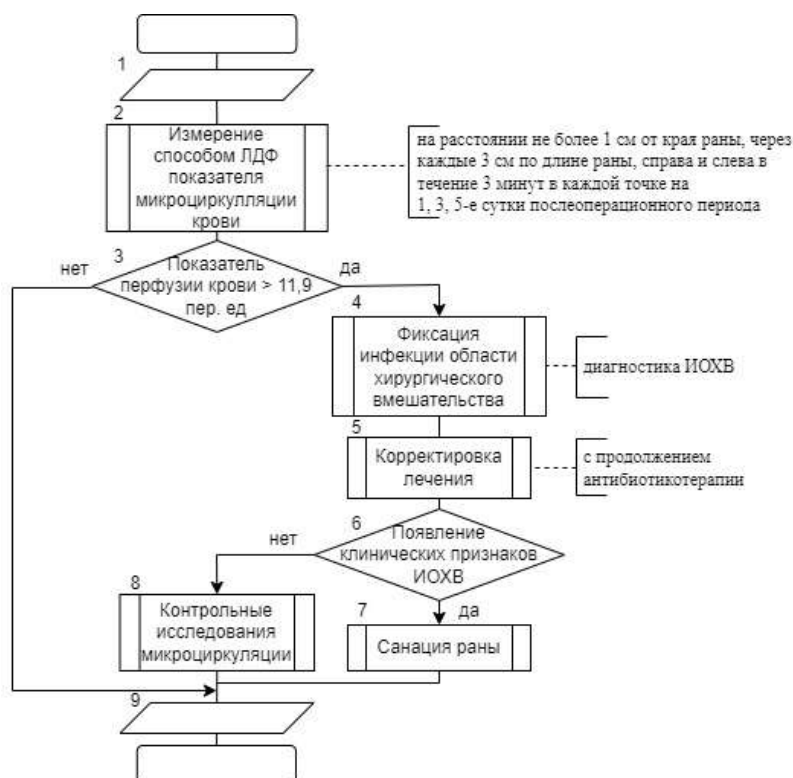 1
2
Измерение
способом ЛДФ
показателя
микроциркулляции
крови
на расстоянии не более 1 см от края раны, через
каждые 3 см по длине раны, справа и слева в
течение 3 минут в каждой точке на
1, 3, 5-е сутки послеоперационного периода
3
нет
Показатель
перфузии крови > 11,9
пер. ед
да
4
Фиксация
инфекции области
хирургического
вмешательства
диагностика ИОХВ
5
Корректировка
лечения
с продолжением
антибиотикотерапии
6
нет
Появление
клинических признаков
ИОХВ
8
Контрольные
исследования
микроциркуляции
7
да
Санация раны
9